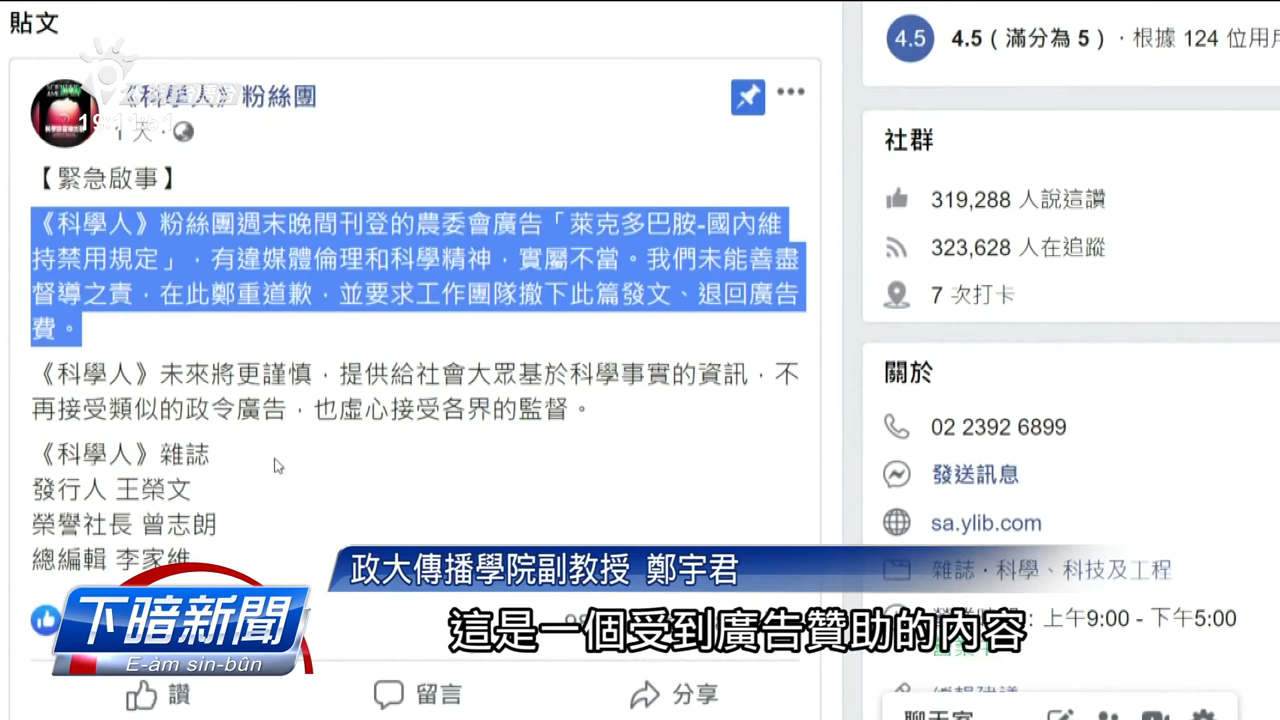 貼文
《科學人》粉絲團
19:11:51
1 天
【緊急啟事】
《科學人》粉絲團週末晚間刊登的農委會廣告「萊克多巴胺-國內維
持禁用規定」，有違媒體倫理和科學精神，實屬不當。我們未能善盡
督導之責，在此鄭重道歉，並要求工作團隊撤下此篇發文、退回廣告
費。
《科學人》未來將更謹慎，提供給社會大眾基於科學事實的資訊，不
再接受類似的政令廣告，也虛心接受各界的監督。
《科學人》雜誌
發行人 王榮文
榮譽社長 曾志朗
總編輯 李家維
讚
留言
分享
4.5
4.5（滿分為 5）· 根據 124 位用戶
社群
319,288 人說這讚
323,628 人在追蹤
7 次打卡
關於
02 2392 6899
發送訊息
sa.ylib.com
雜誌 · 科學、科技及工程
：上午9:00 - 下午5:00
聊天室
政大傳播學院副教授 鄭宇君
這是一個受到廣告贊助的內容
下暗新聞
E-àm sin-bûn